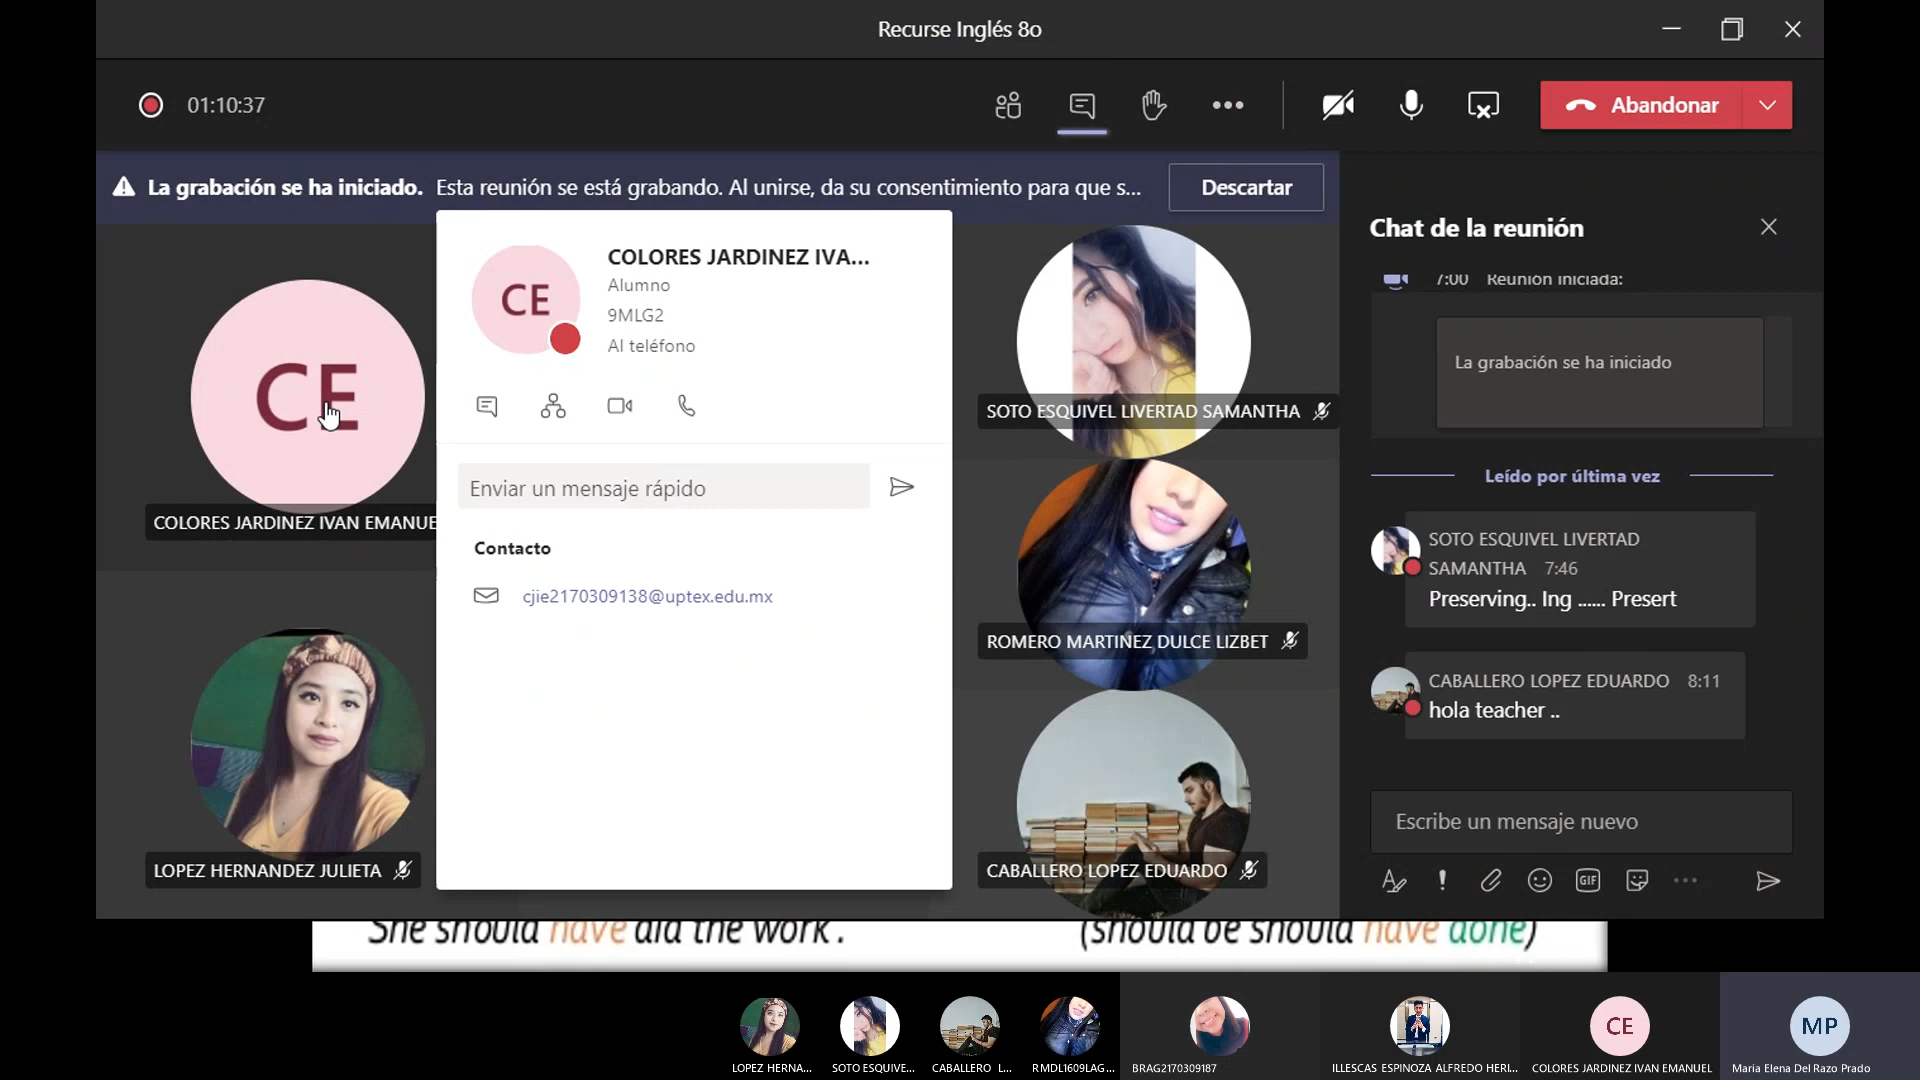 Recurse Inglés 8o
01:10:37
Abandonar
La grabación se ha iniciado. Esta reunión se está grabando. Al unirse, da su consentimiento para que s...
Descartar
CE
COLORES JARDINEZ IVAN EMANUE
LOPEZ HERNANDEZ JULIETA
CE
COLORES JARDINEZ IVA...
Alumno
9MLG2
Al teléfono
Enviar un mensaje rápido
Contacto
cjie2170309138@uptex.edu.mx
SOTO ESQUIVEL LIVERTAD SAMANTHA
ROMERO MARTINEZ DULCE LIZBET
CABALLERO LOPEZ EDUARDO
Chat de la reunión
7:00 Reunión iniciada:
La grabación se ha iniciado
Leído por última vez
SOTO ESQUIVEL LIVERTAD
SAMANTHA 7:46
Preserving.. Ing ...... Presert
CABALLERO LOPEZ EDUARDO 8:11
hola teacher ..
Escribe un mensaje nuevo
GIF
She should have did the work . (should be should have done)
CE
MP
LOPEZ HERNA...
SOTO ESQUIVE...
CABALLERO L...
RMDL1609LAG...
BRAG2170309187
ILLESCAS ESPINOZA ALFREDO HERI...
COLORES JARDINEZ IVAN EMANUEL
Maria Elena Del Razo Prado